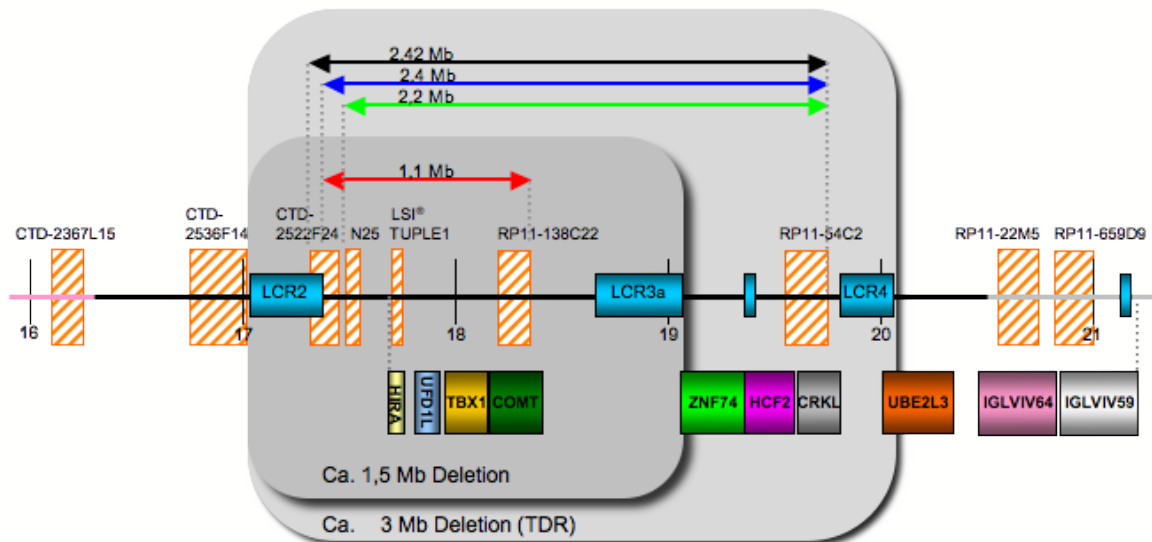 2.42 Mb
2.4 Mb
2,2 Mb
1,1 Mb
CTD-2367L15
CTD-
2536F14
CTD-
2522F24
N25
LSI®
TUPLE1
RP11-138C22
RP11-54C2
RP11-22M5
RP11-659D9
LCR2
LCR3a
LCR4
16
17
18
19
20
21
HIRA
UFD1L
TBX1
COMT
ZNF74
HCF2
CRKL
UBE2L3
IGLVIV64
IGLVIV59
Ca. 1,5 Mb Deletion
Ca. 3 Mb Deletion (TDR)